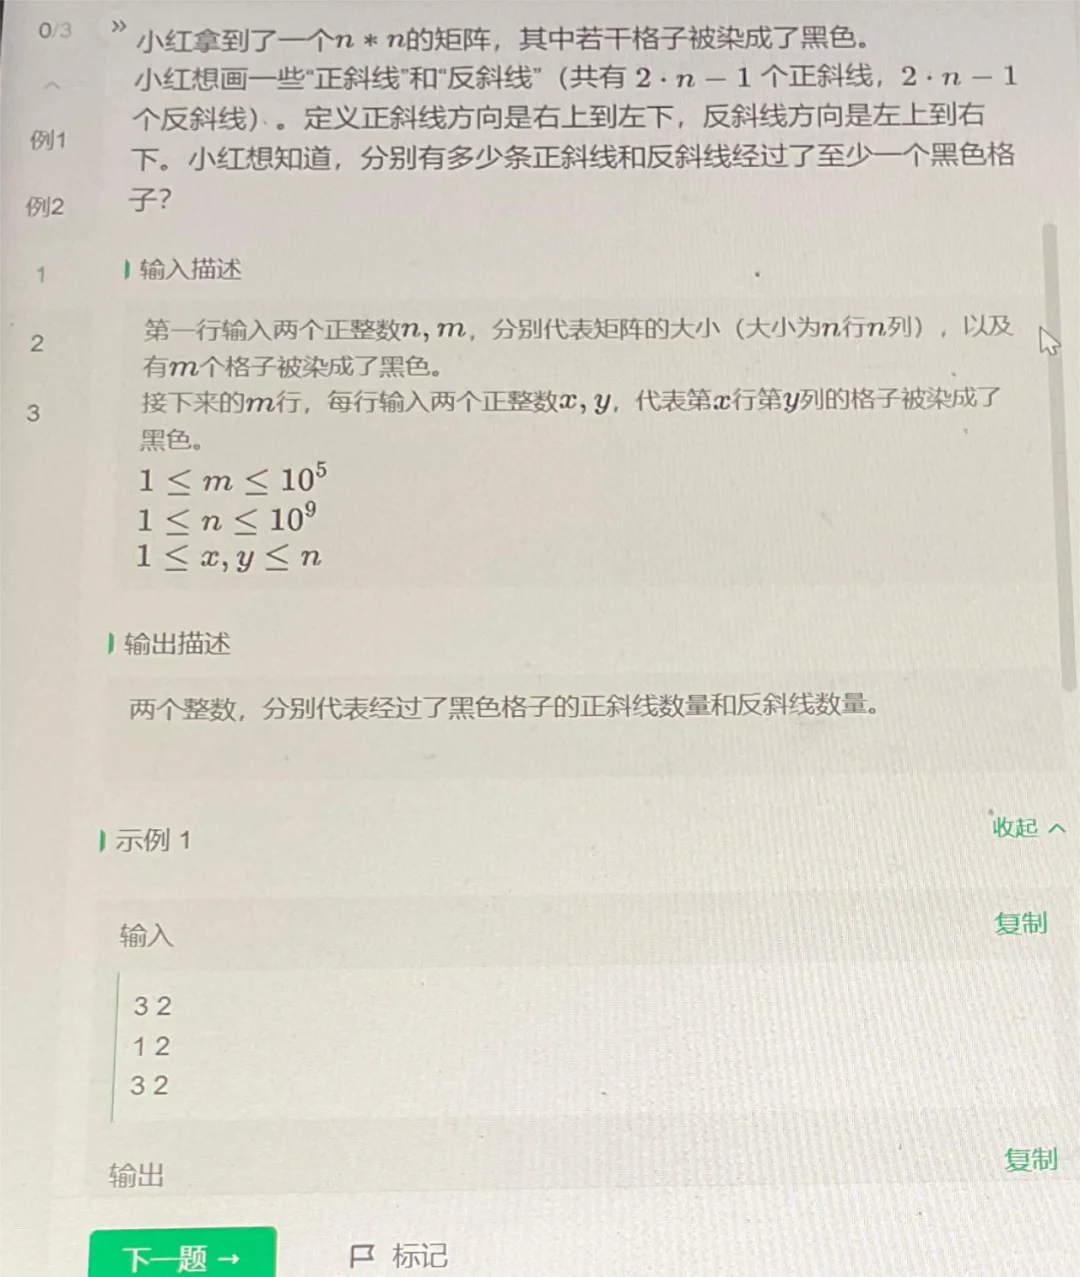 0/3
»
小红拿到了一个n * n的矩阵，其中若干格子被染成了黑色。
小红想画一些“正斜线”和“反斜线”（共有 2 · n − 1 个正斜线，2 · n − 1
个反斜线）。。定义正斜线方向是右上到左下，反斜线方向是左上到右
下。小红想知道，分别有多少条正斜线和反斜线经过了至少一个黑色格
子？
例1
例2
1
2
3
输入描述
第一行输入两个正整数n, m，分别代表矩阵的大小（大小为n行n列），以及
有m个格子被染成了黑色。
接下来的m行，每行输入两个正整数x, y，代表第x行第y列的格子被染成了
黑色。
1 ≤ m ≤ 10⁵
1 ≤ n ≤ 10⁹
1 ≤ x, y ≤ n
输出描述
两个整数，分别代表经过了黑色格子的正斜线数量和反斜线数量。
示例 1
收起
输入
复制
3 2
1 2
3 2
输出
复制
下一题 →
标记